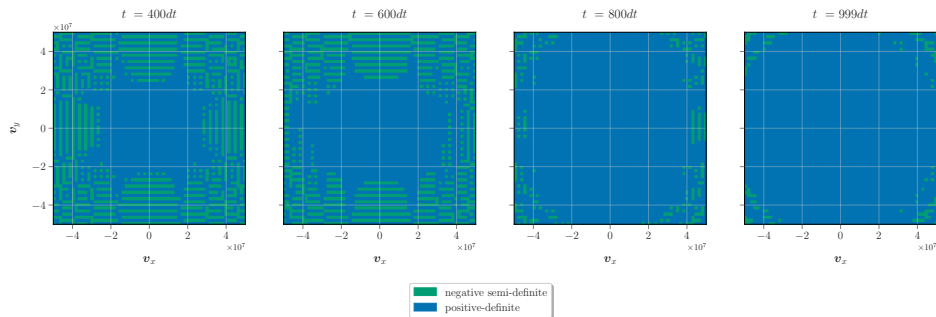 t = 400dt
t = 600dt
t = 800dt
t = 999dt
×10⁷
4
2
0
−2
−4
v_y
−4 −2 0 2 4
−4 −2 0 2 4
−4 −2 0 2 4
−4 −2 0 2 4
×10⁷
×10⁷
×10⁷
×10⁷
v_x
v_x
v_x
v_x
negative semi-definite
positive-definite